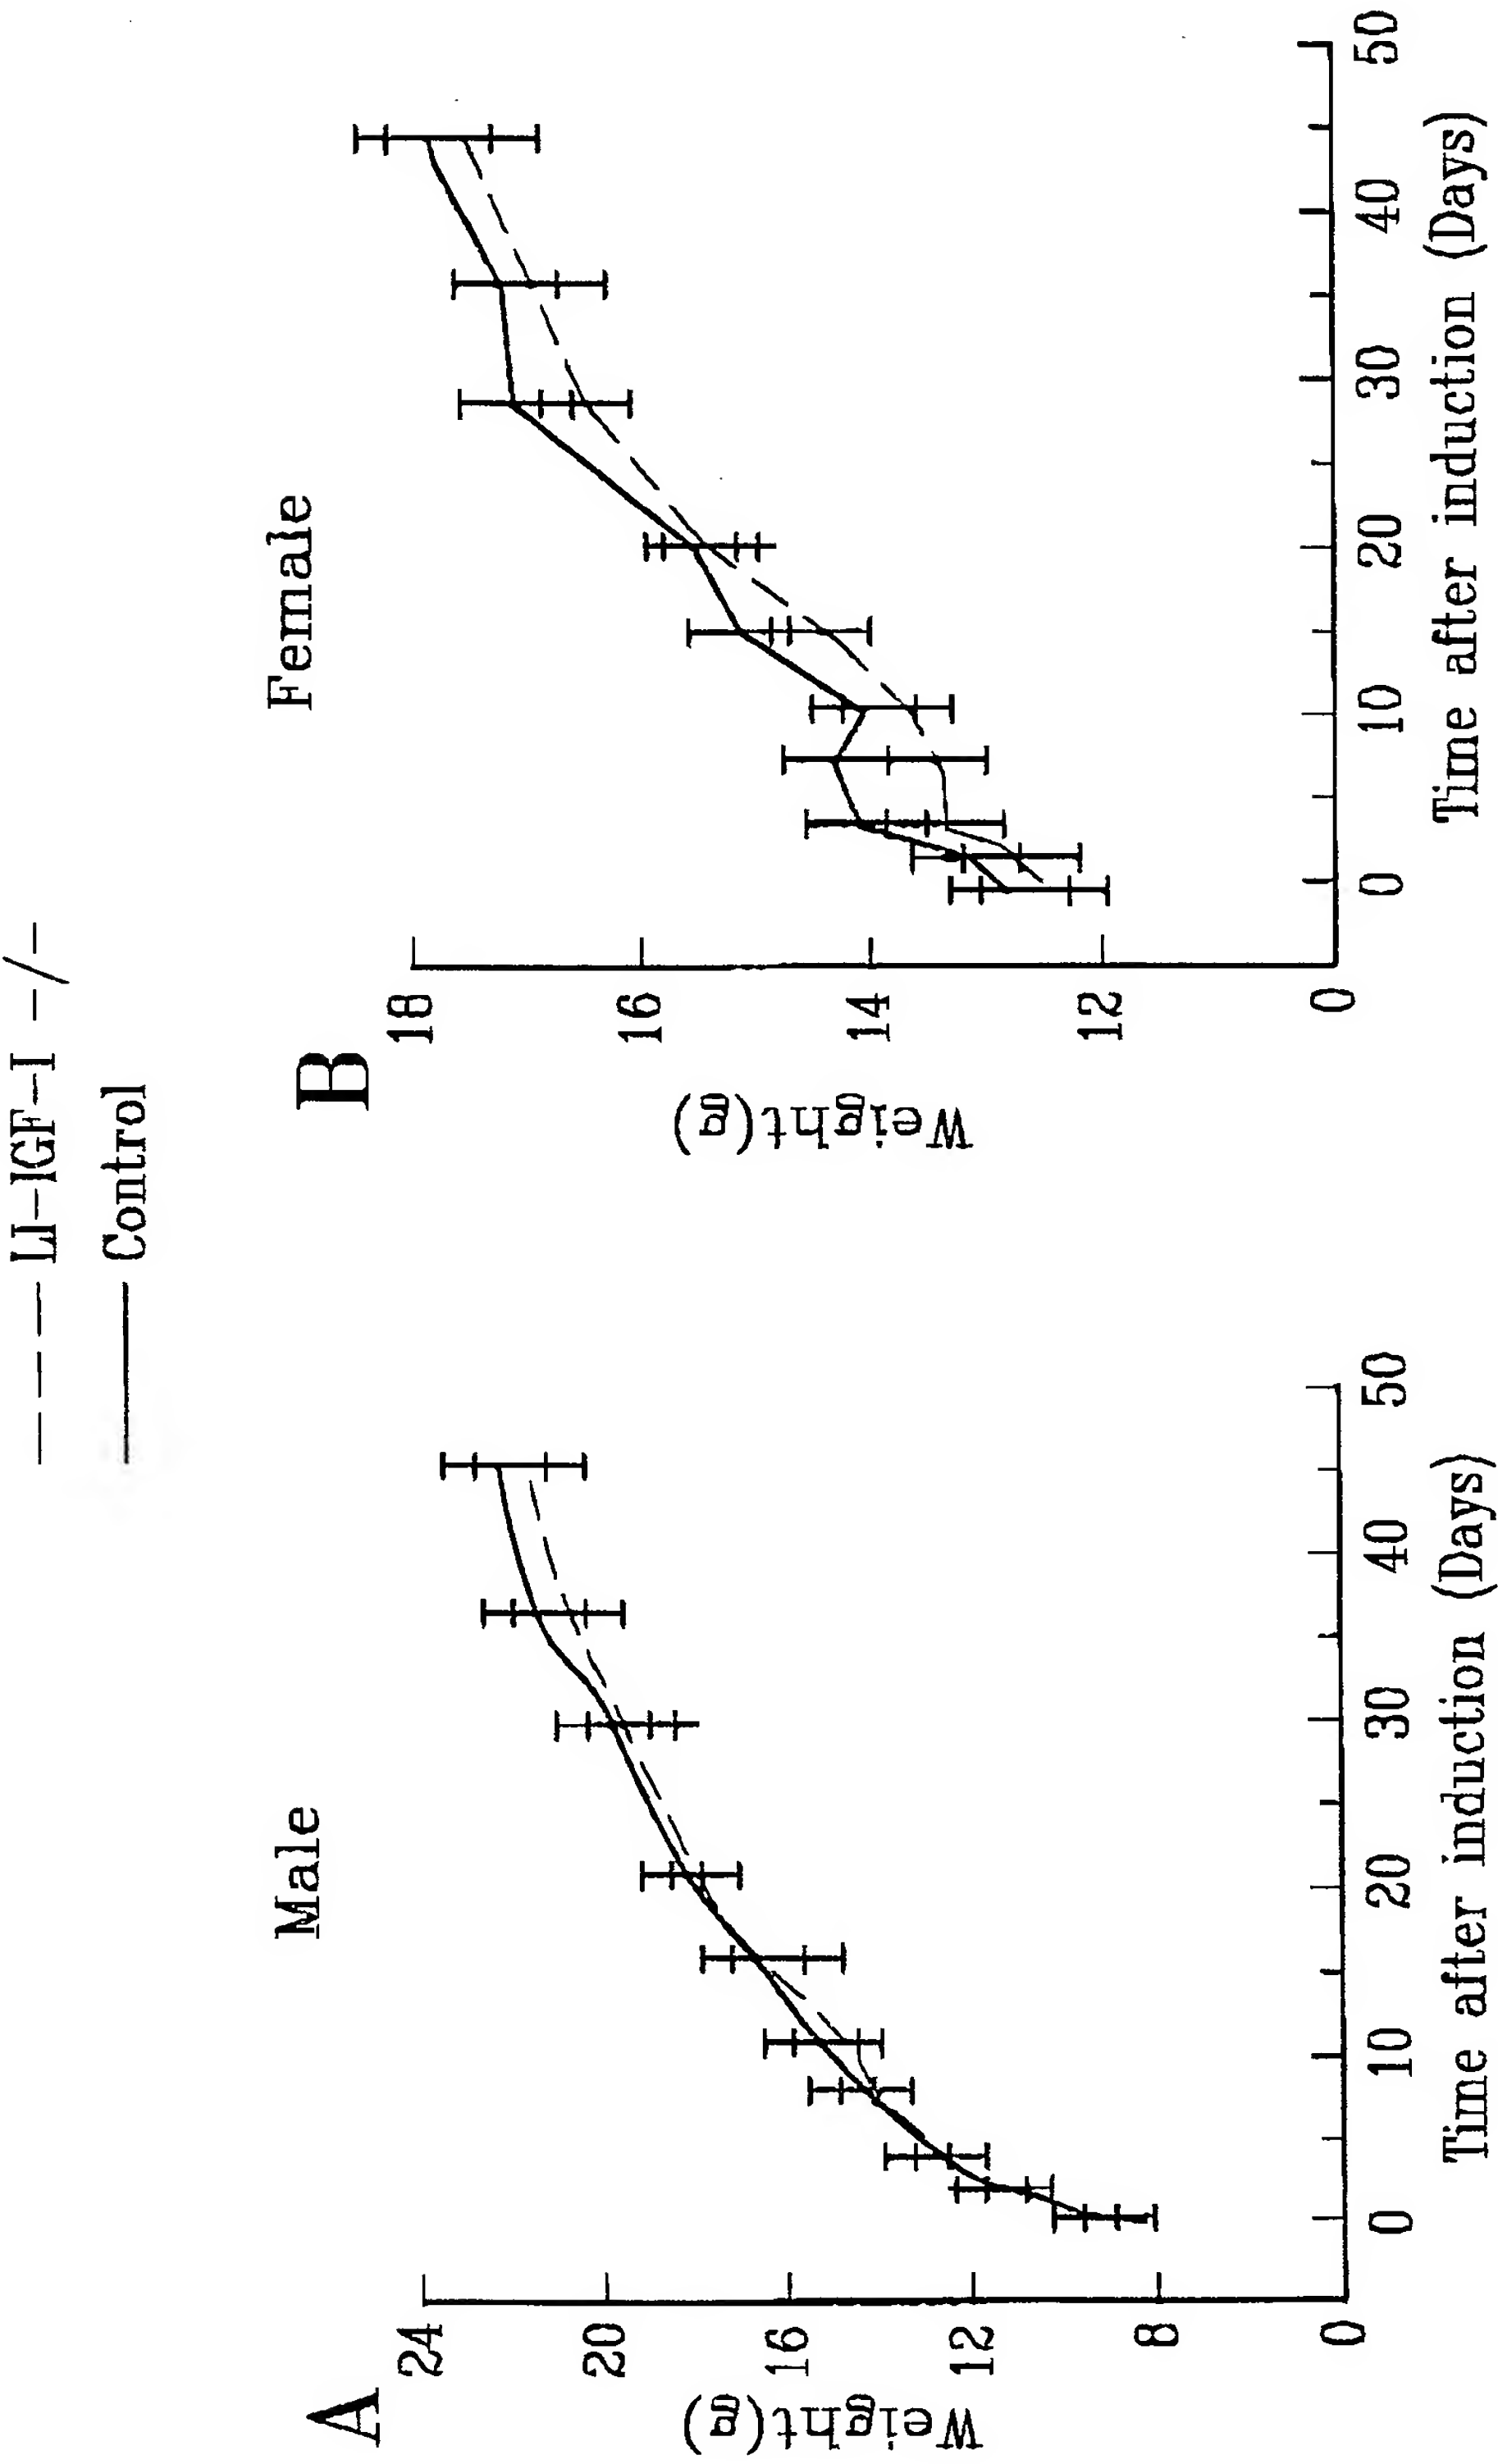 LI-IGF-I -/-
Control
A
Male
Weight(g)
24
20
16
12
8
0
0 10 20 30 40 50
Time after induction (Days)
B
Female
Weight(g)
18
16
14
12
0
0 10 20 30 40 50
Time after induction (Days)